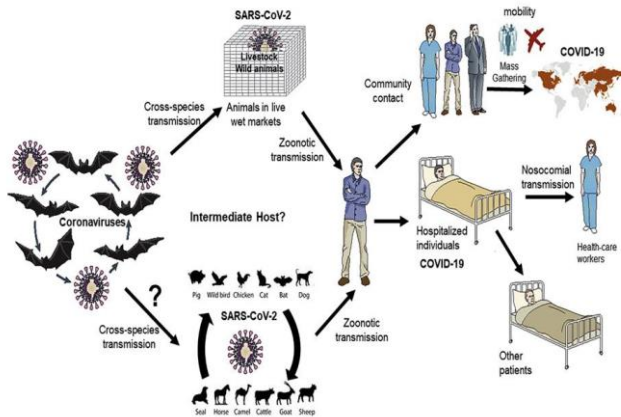 SARS-CoV-2
Livestock
Wild animals
Cross-species
transmission
Animals in live
wet markets
Zoonotic
transmission
Community
contact
mobility
Mass
Gathering
COVID-19
Coronaviruses
Intermediate Host?
Hospitalized
individuals
COVID-19
Nosocomial
transmission
Health-care
workers
Other
patients
?
Cross-species
transmission
Pig Wild bird Chicken Cat Bat Dog
SARS-CoV-2
Zoonotic
transmission
Seal Horse Camel Cattle Goat Sheep